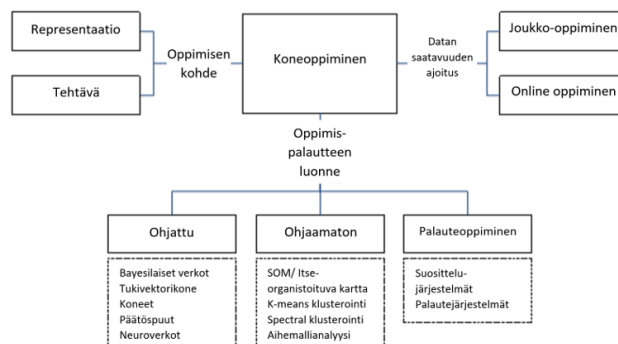 Representaatio
Tehtävä
Oppimisen
kohde
Koneoppiminen
Datan
saatavuuden
ajoitus
Joukko-oppiminen
Online oppiminen
Oppimis-
palautteen
luonne
Ohjattu
Bayesilaiset verkot
Tukivektorikone
Koneet
Päätöspuut
Neuroverkot
Ohjaamaton
SOM/ Itse-
organistoituva kartta
K-means klusterointi
Spectral klusterointi
Aihemallianalyysi
Palauteoppiminen
Suosittelu-
järjestelmät
Palautejärjestelmät